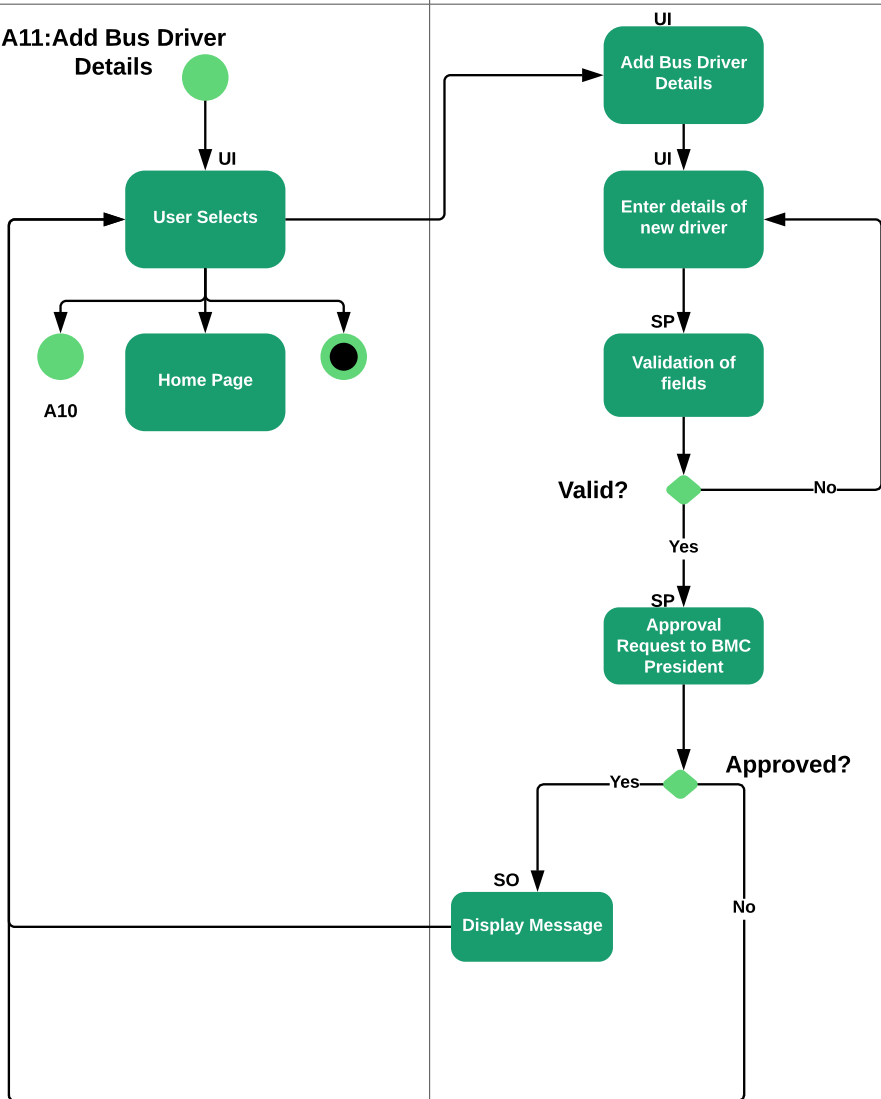 A11:Add Bus Driver
Details
UI
User Selects
A10
Home Page
UI
Add Bus Driver
Details
UI
Enter details of
new driver
SP
Validation of
fields
Valid?
No
Yes
SP
Approval
Request to BMC
President
Approved?
Yes
No
SO
Display Message